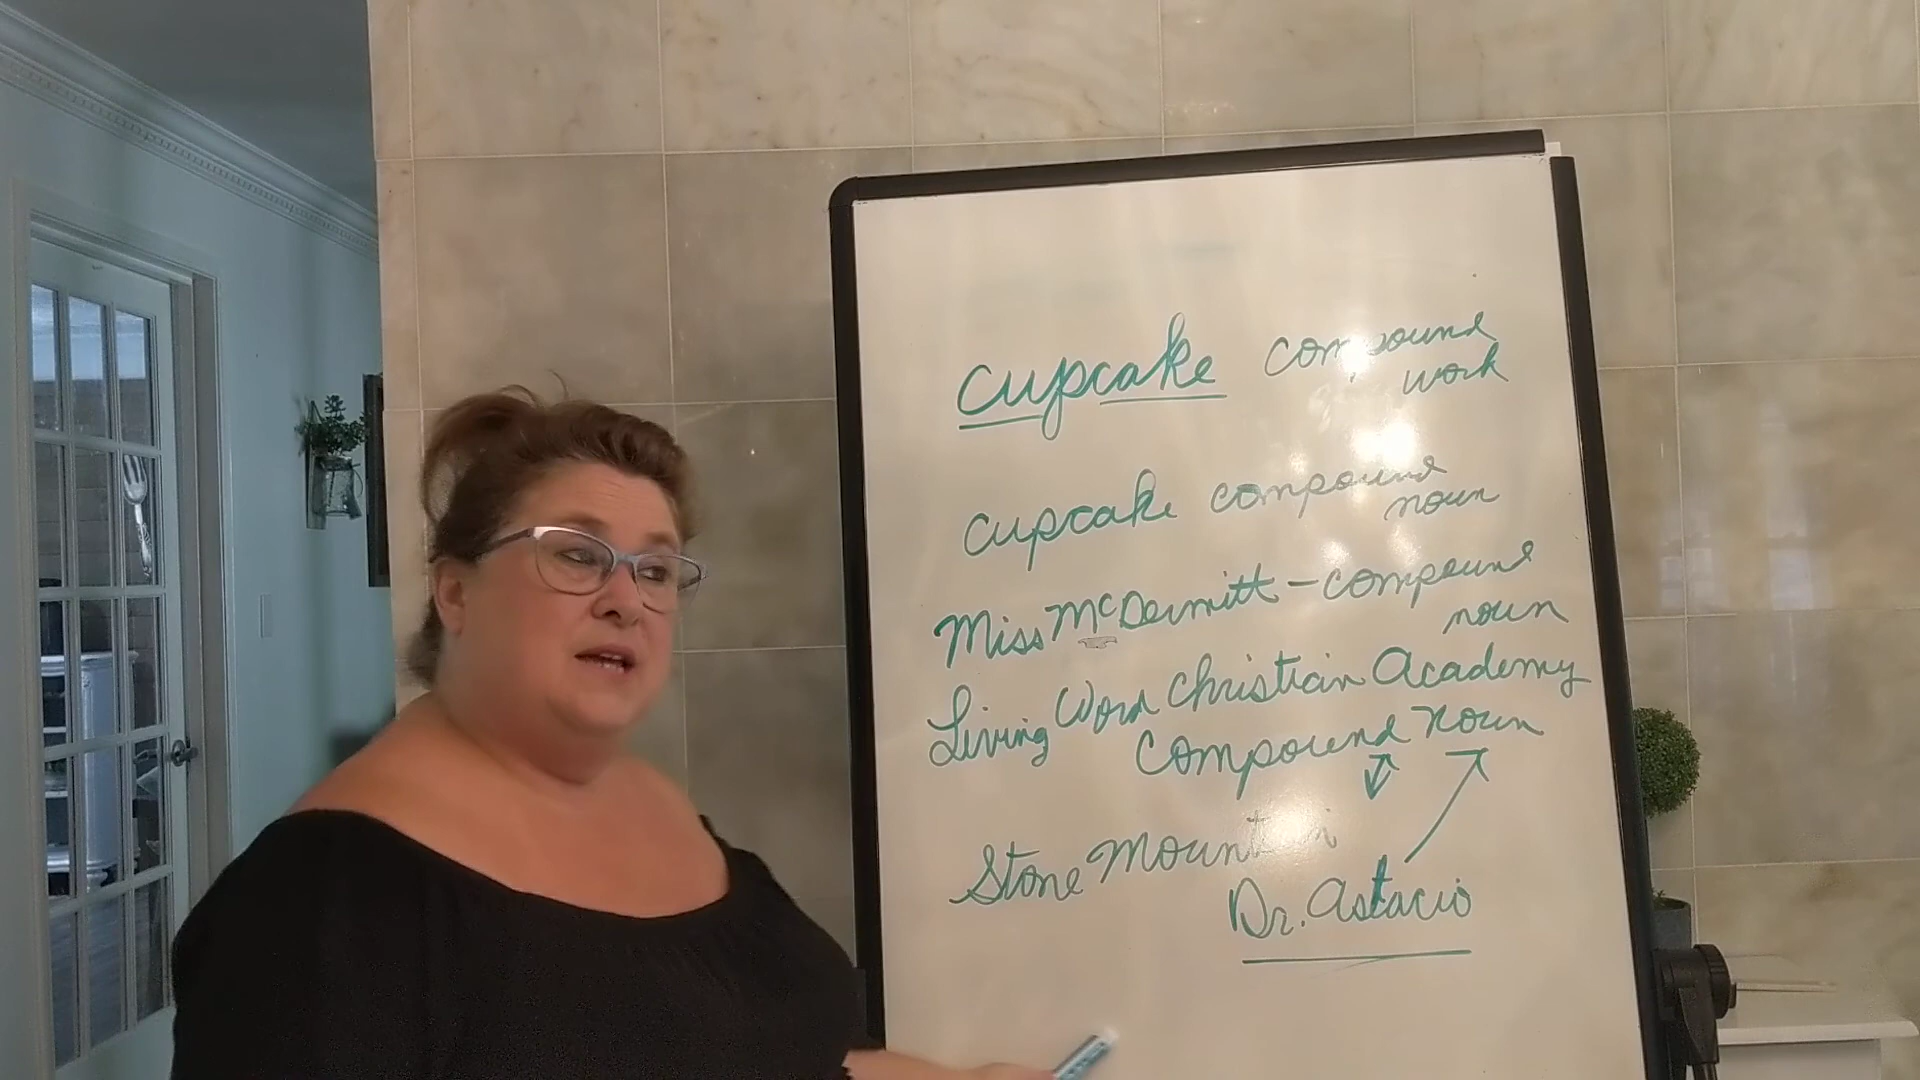 cupcake compound
work
cupcake compound
noun
Miss McDermitt - compound
noun
Living Word Christian Academy
Compound noun
Stone Mountain
Dr. Astacio